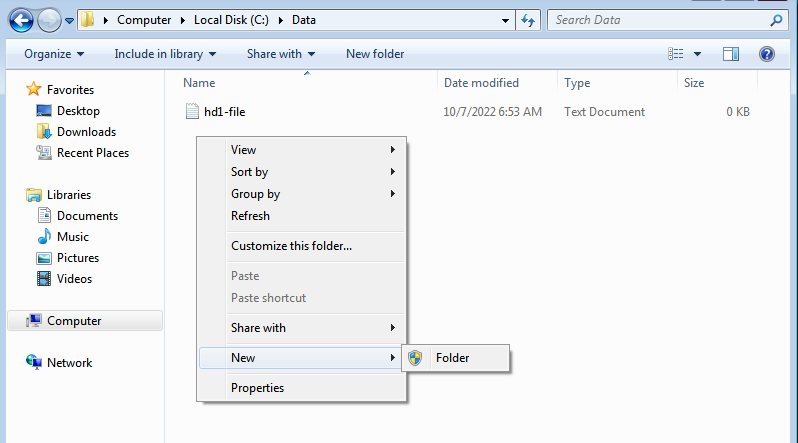 Computer Local Disk (C:) Data Search Data
Organize Include in library Share with New folder
Favorites
Desktop
Downloads
Recent Places
Libraries
Documents
Music
Pictures
Videos
Computer
Network
Name Date modified Type Size
hd1-file 10/7/2022 6:53 AM Text Document 0 KB
View
Sort by
Group by
Refresh
Customize this folder...
Paste
Paste shortcut
Share with
New
Folder
Properties